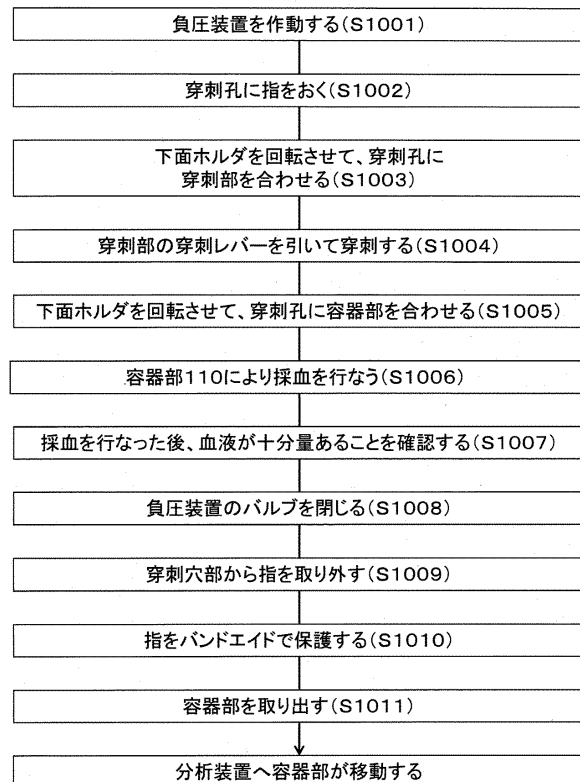 負圧装置を作動する(S1001)
穿刺孔に指をおく(S1002)
下面ホルダを回転させて、穿刺孔に
穿刺部を合わせる(S1003)
穿刺部の穿刺レバーを引いて穿刺する(S1004)
下面ホルダを回転させて、穿刺孔に容器部を合わせる(S1005)
容器部110により採血を行なう(S1006)
採血を行なった後、血液が十分量あることを確認する(S1007)
負圧装置のバルブを閉じる(S1008)
穿刺穴部から指を取り外す(S1009)
指をバンドエイドで保護する(S1010)
容器部を取り出す(S1011)
分析装置へ容器部が移動する